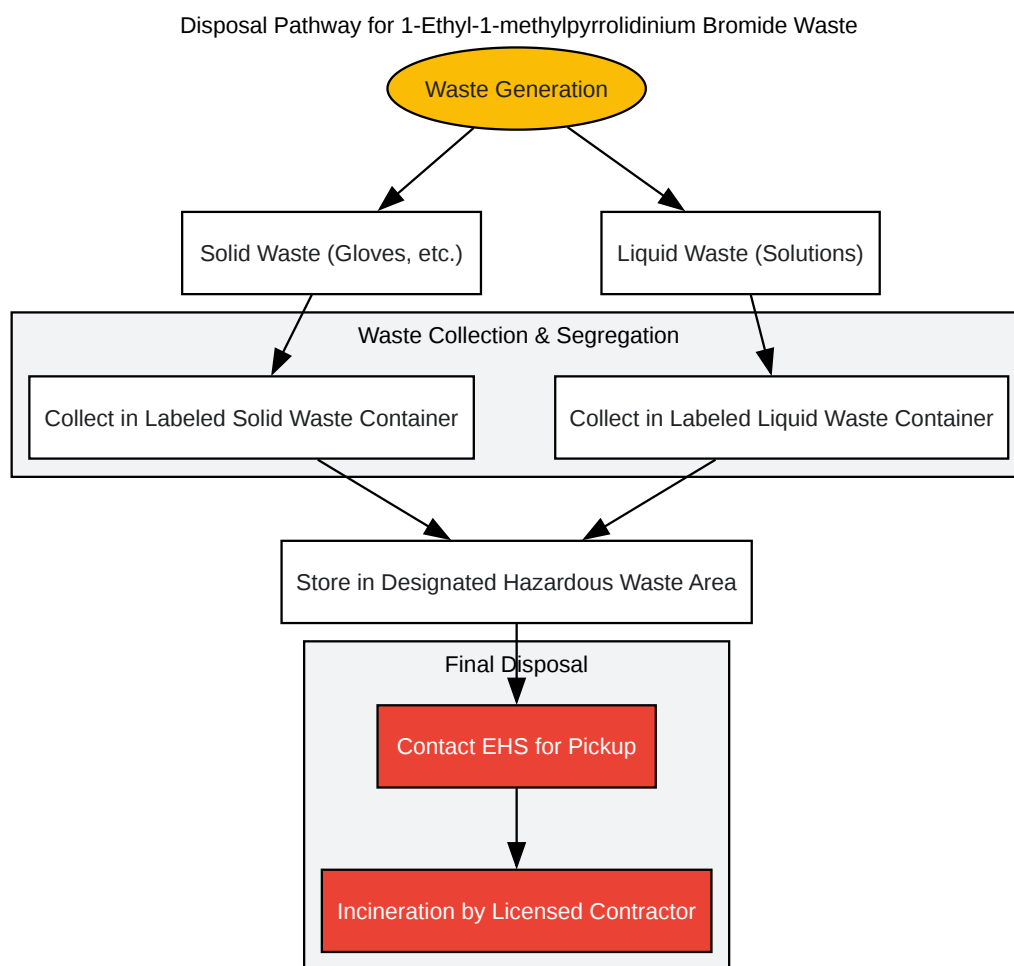 Disposal Pathway for 1-Ethyl-1-methylpyrrolidinium Bromide Waste
Waste Generation
Solid Waste (Gloves, etc.)
Liquid Waste (Solutions)
Waste Collection & Segregation
Collect in Labeled Solid Waste Container
Collect in Labeled Liquid Waste Container
Store in Designated Hazardous Waste Area
Final Disposal
Contact EHS for Pickup
Incineration by Licensed Contractor